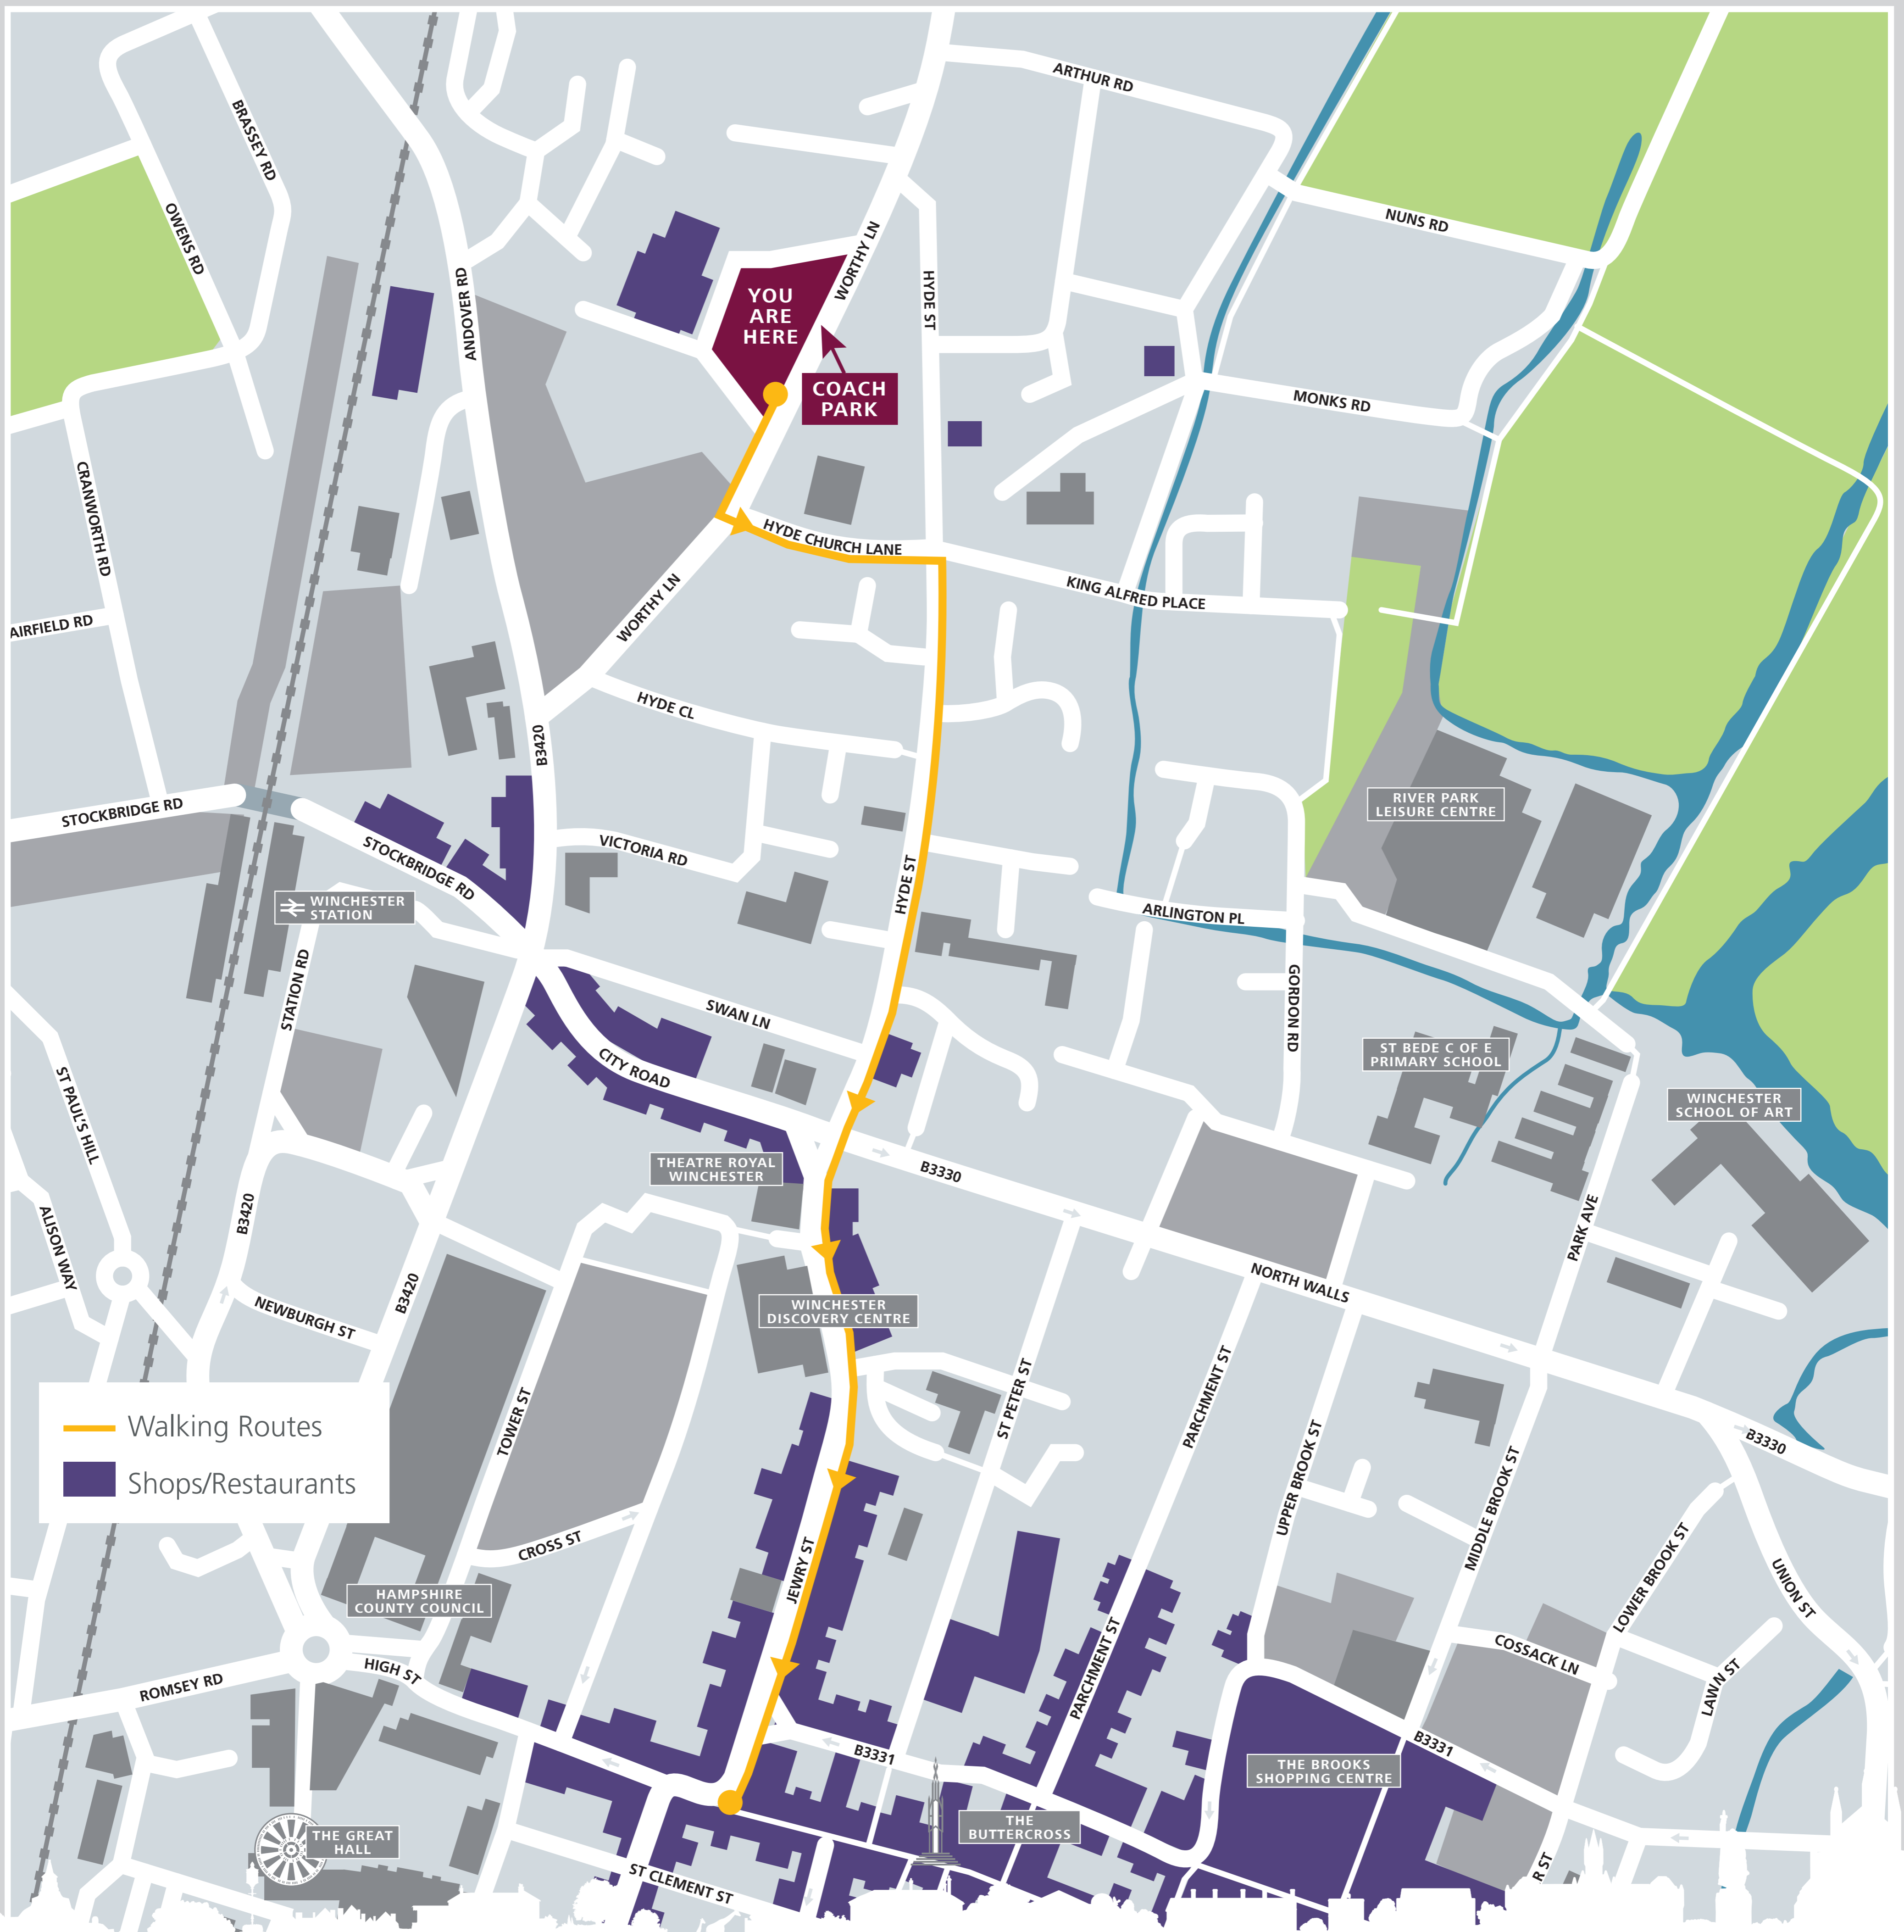 ARTHUR RD
BRASSEY RD
OWENS RD
NUNS RD
WORTHY LN
HYDE ST
ANDOVER RD
YOU
ARE
HERE
COACH
PARK
MONKS RD
CRANWORTH RD
HYDE CHURCH LANE
KING ALFRED PLACE
WORTHY LN
AIRFIELD RD
HYDE CL
B3420
STOCKBRIDGE RD
RIVER PARK
LEISURE CENTRE
VICTORIA RD
STOCKBRIDGE RD
HYDE ST
WINCHESTER
STATION
ARLINGTON PL
STATION RD
SWAN LN
GORDON RD
CITY ROAD
ST BEDE C OF E
PRIMARY SCHOOL
ST PAUL'S HILL
WINCHESTER
SCHOOL OF ART
THEATRE ROYAL
WINCHESTER
B3330
B3420
PARK AVE
ALISON WAY
B3420
NORTH WALLS
NEWBURGH ST
WINCHESTER
DISCOVERY CENTRE
ST PETER ST
PARCHMENT ST
TOWER ST
Walking Routes
Shops/Restaurants
UPPER BROOK ST
MIDDLE BROOK ST
B3330
CROSS ST
JEWRY ST
LOWER BROOK ST
UNION ST
HAMPSHIRE
COUNTY COUNCIL
PARCHMENT ST
COSSACK LN
LAWN ST
HIGH ST
ROMSEY RD
B3331
B3331
THE BROOKS
SHOPPING CENTRE
THE
BUTTERCROSS
THE GREAT
HALL
ST CLEMENT ST
R ST